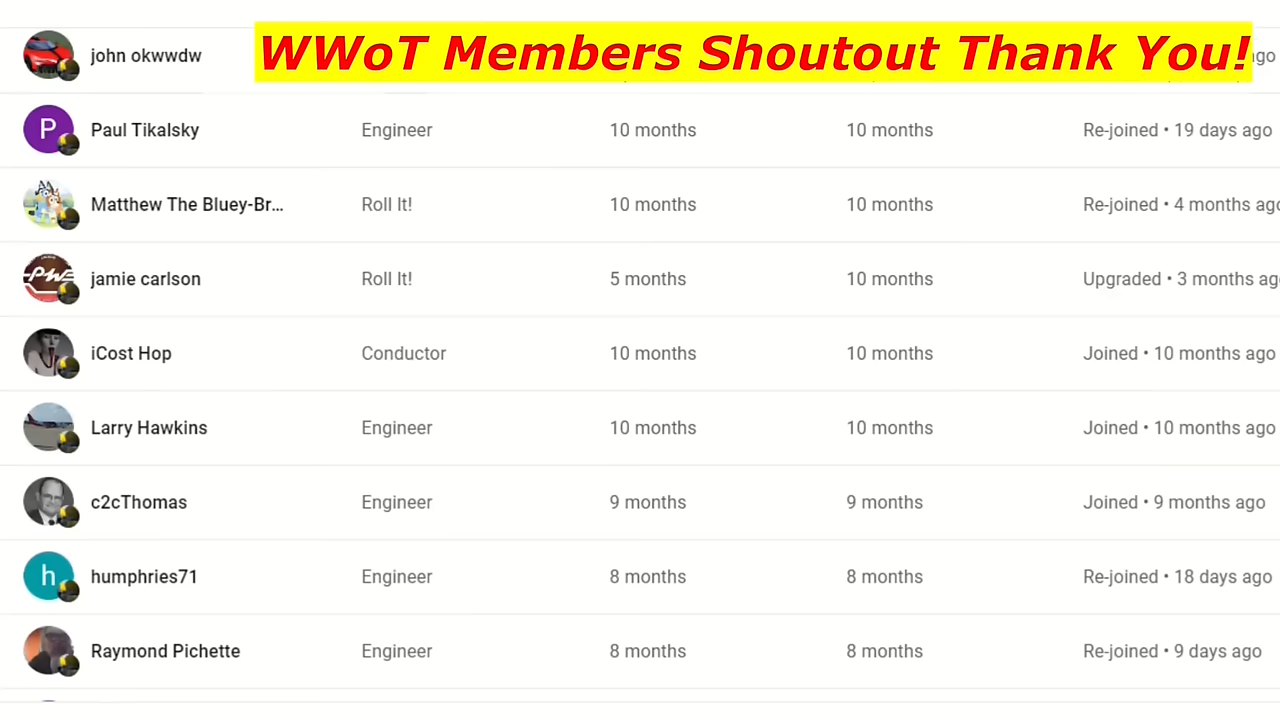 WWoT Members Shoutout Thank You!
john okwwdw ago
P Paul Tikalsky Engineer 10 months 10 months Re-joined • 19 days ago
Matthew The Bluey-Br... Roll It! 10 months 10 months Re-joined • 4 months ago
jamie carlson Roll It! 5 months 10 months Upgraded • 3 months ag
iCost Hop Conductor 10 months 10 months Joined • 10 months ago
Larry Hawkins Engineer 10 months 10 months Joined • 10 months ago
c2cThomas Engineer 9 months 9 months Joined • 9 months ago
h humphries71 Engineer 8 months 8 months Re-joined • 18 days ago
Raymond Pichette Engineer 8 months 8 months Re-joined • 9 days ago